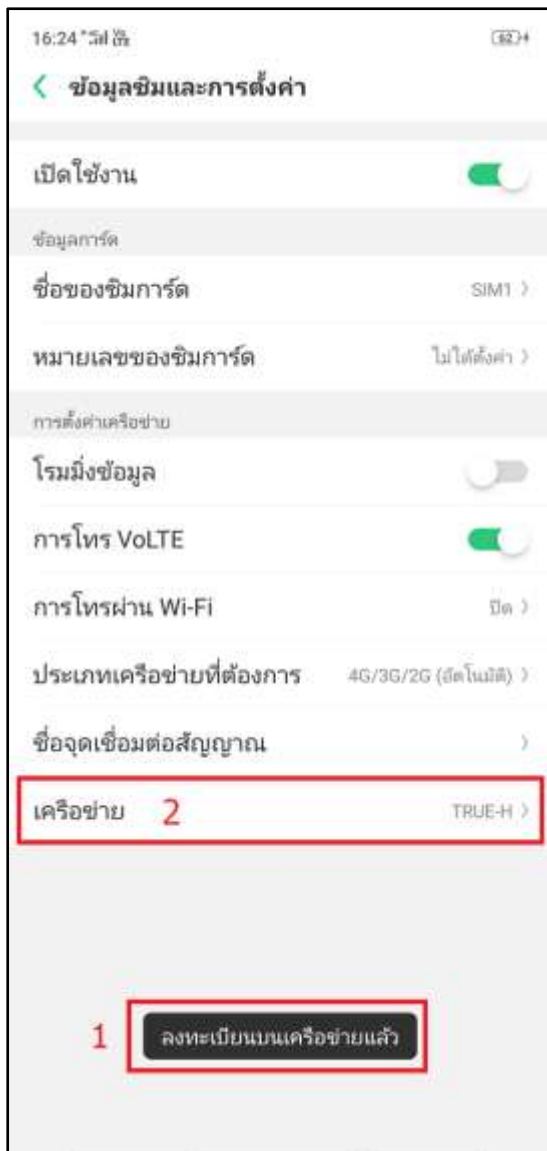 16:24
62
ข้อมูลซิมและการตั้งค่า
เปิดใช้งาน
ข้อมูลการ์ด
ชื่อของซิมการ์ด SIM1
หมายเลขของซิมการ์ด ไม่ได้ตั้งค่า
การตั้งค่าเครือข่าย
โรมมิ่งข้อมูล
การโทร VoLTE
การโทรผ่าน Wi-Fi ปิด
ประเภทเครือข่ายที่ต้องการ 4G/3G/2G (อัตโนมัติ)
ชื่อจุดเชื่อมต่อสัญญาณ
เครือข่าย 2 TRUE-H
1 ลงทะเบียนบนเครือข่ายแล้ว